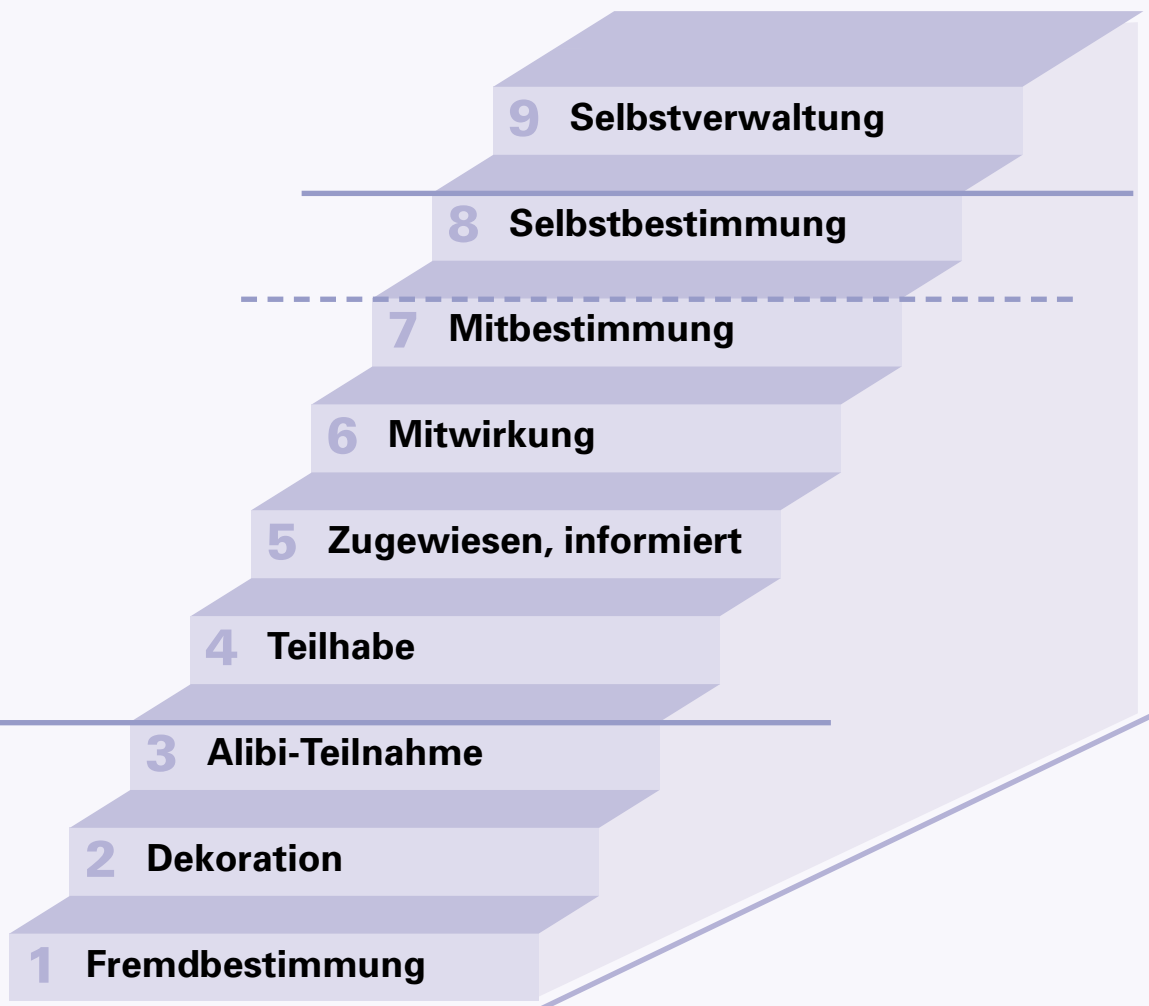 9 Selbstverwaltung
8 Selbstbestimmung
7 Mitbestimmung
6 Mitwirkung
5 Zugewiesen, informiert
4 Teilhabe
3 Alibi-Teilnahme
2 Dekoration
1 Fremdbestimmung